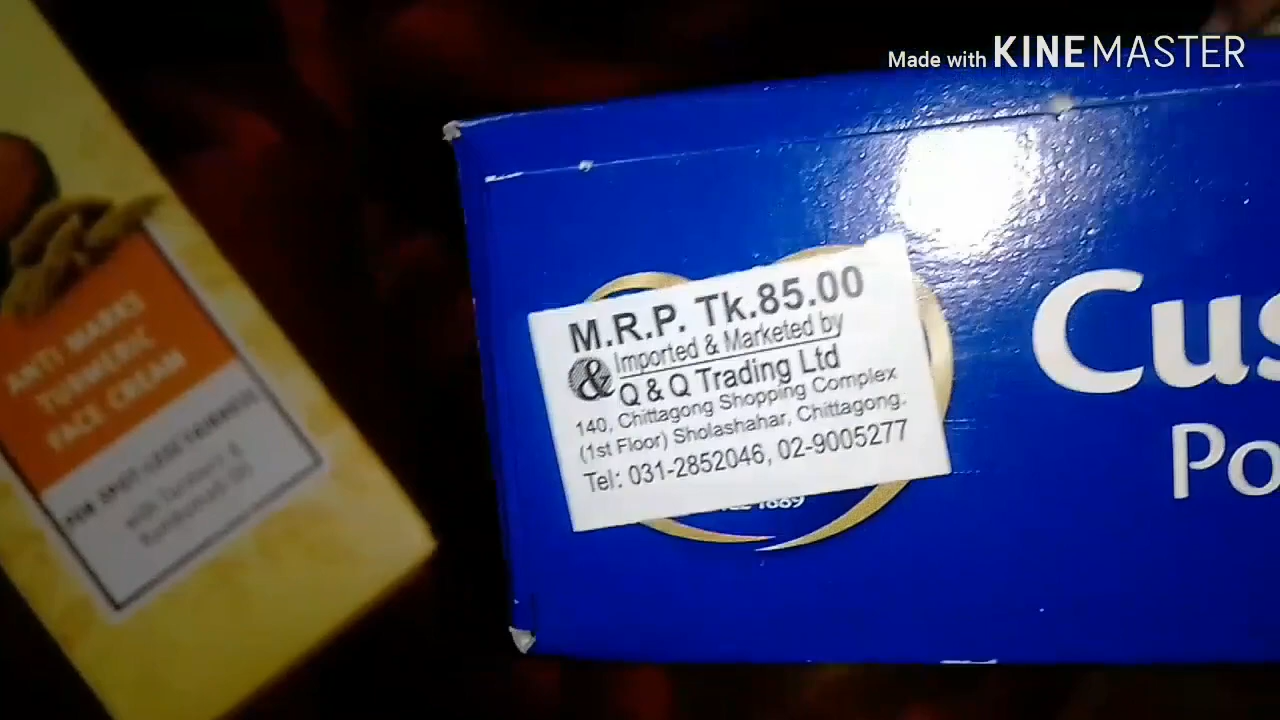 Made with KINEMASTER
M.R.P. Tk.85.00
& Imported & Marketed by
Q & Q Trading Ltd
140, Chittagong Shopping Complex
(1st Floor) Sholashahar, Chittagong.
Tel: 031-2852046, 02-9005277
1889
Cus
Po
ANTI MARKS
TURMERIC
FACE CREAM